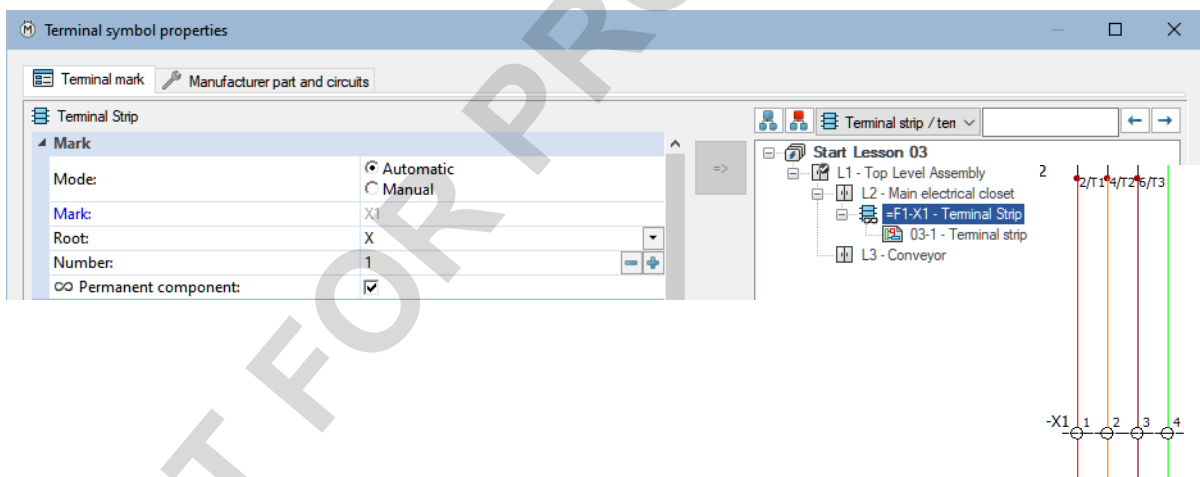 Terminal symbol properties
Terminal mark
Manufacturer part and circuits
Terminal Strip
Mark
Mode:
Automatic
Manual
Mark:
X1
Root:
X
Number:
1
Permanent component:
=>
Terminal strip / ten
Start Lesson 03
L1 - Top Level Assembly
L2 - Main electrical closet
=F1-X1 - Terminal Strip
03-1 - Terminal strip
L3 - Conveyor
2
2/T1 4/T2 6/T3
-X1 1 2 3 4
T FOR PR